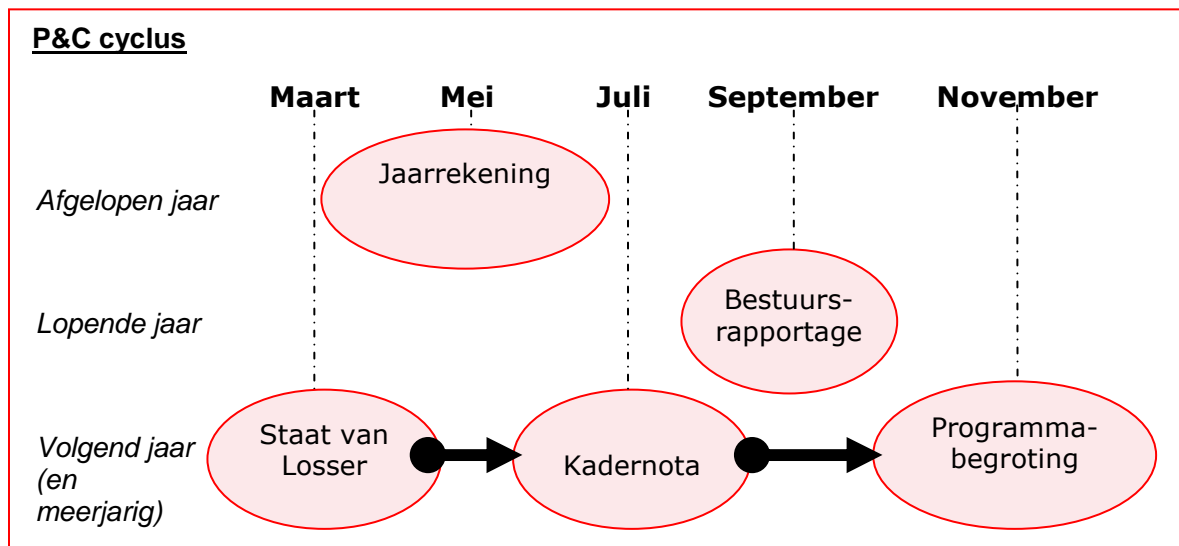 P&C cyclus
Maart Mei Juli September November
Jaarrekening
Afgelopen jaar
Bestuurs-
rapportage
Lopende jaar
Volgend jaar
(en
meerjarig)
Staat van
Losser
Kadernota
Programma-
begroting